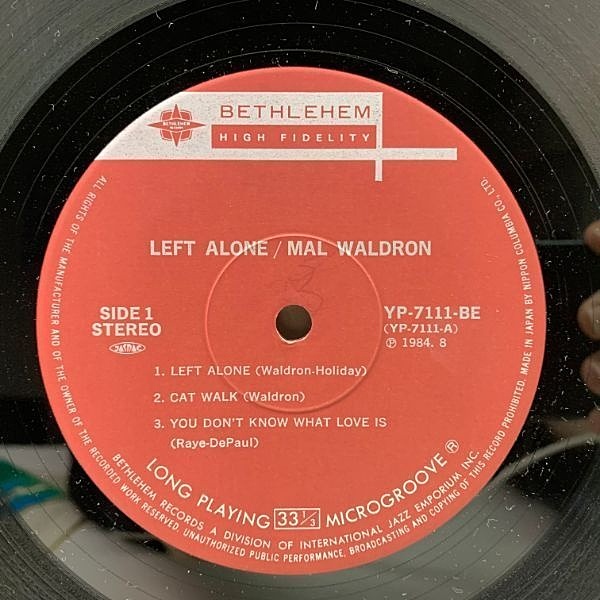 BETHLEHEM
BETHLEHEM
HIGH FIDELITY
LEFT ALONE / MAL WALDRON
SIDE 1
STEREO
JASRAC
YP-7111-BE
(YP-7111-A)
Ⓟ 1984. 8
1. LEFT ALONE (Waldron-Holiday)
2. CAT WALK (Waldron)
3. YOU DON'T KNOW WHAT LOVE IS
(Raye-DePaul)
LONG PLAYING 33 1/3 MICROGROOVE ®
BETHLEHEM RECORDS A DIVISION OF INTERNATIONAL JAZZ EMPORIUM INC.
ALL RIGHTS OF THE MANUFACTURER AND OF THE OWNER OF THE RECORDED WORK RESERVED. UNAUTHORIZED PUBLIC PERFORMANCE, BROADCASTING AND COPYING OF THIS RECORD PROHIBITED. MADE IN JAPAN BY NIPPON COLUMBIA CO., LTD.